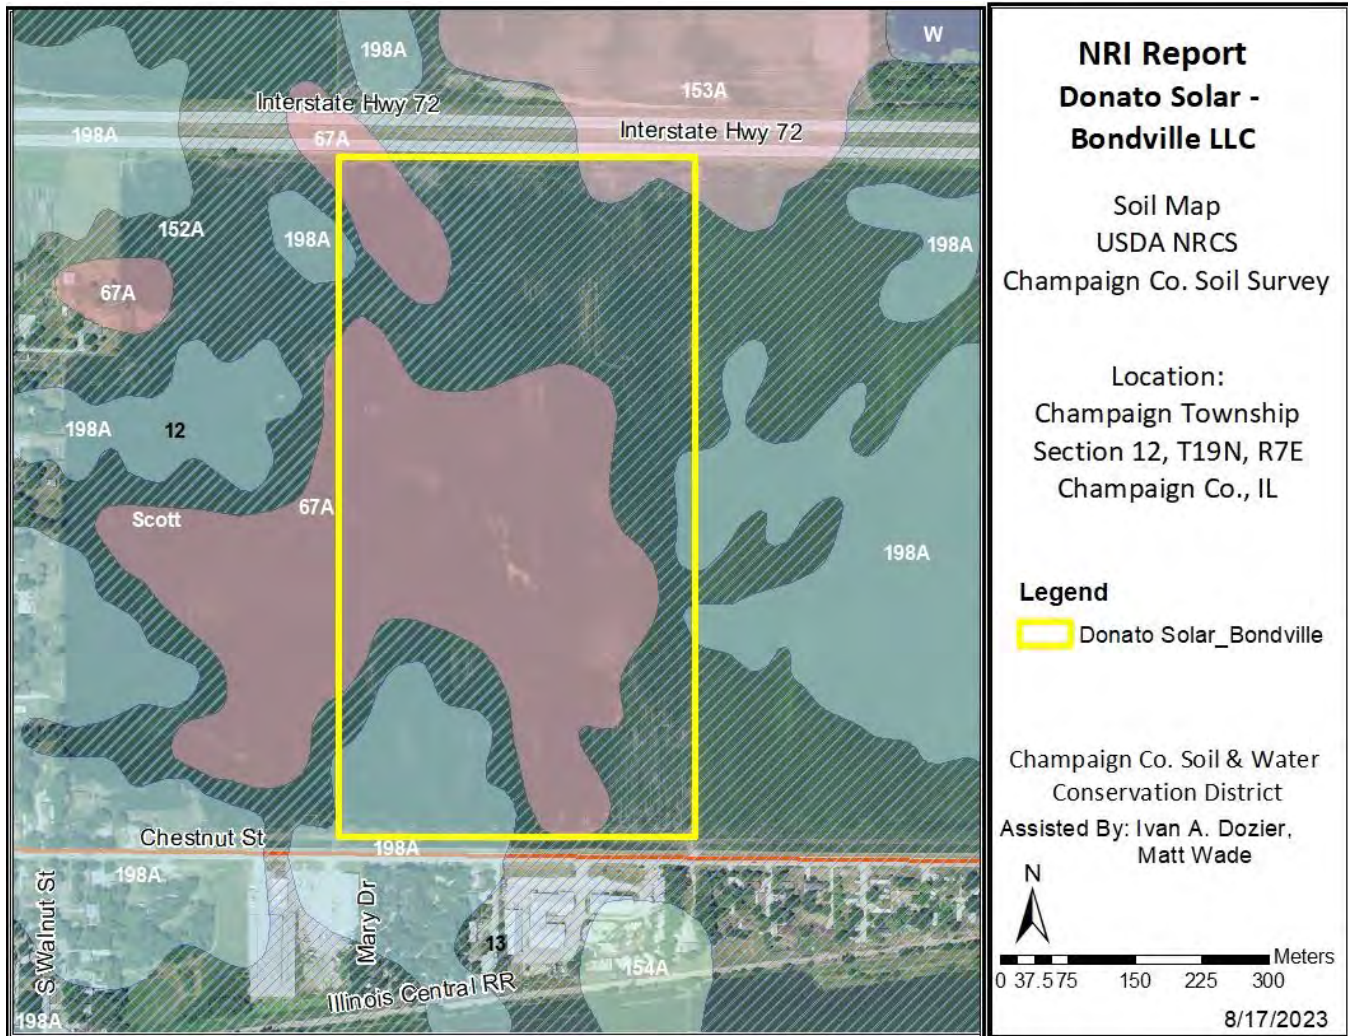 W
198A
153A
Interstate Hwy 72
198A
67A
Interstate Hwy 72
152A
198A
198A
67A
198A
12
67A
Scott
198A
Chestnut St
198A
198A
S Walnut St
Mary Dr
13
154A
Illinois Central RR
198A
NRI Report
Donato Solar -
Bondville LLC
Soil Map
USDA NRCS
Champaign Co. Soil Survey
Location:
Champaign Township
Section 12, T19N, R7E
Champaign Co., IL
Legend
Donato Solar_Bondville
Champaign Co. Soil & Water
Conservation District
Assisted By: Ivan A. Dozier,
Matt Wade
N
Meters
0 37.5 75 150 225 300
8/17/2023